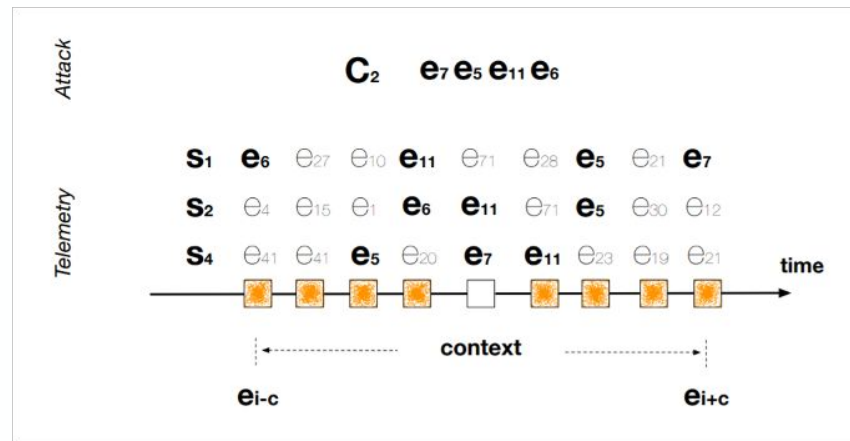 Attack
C₂ e₇ e₅ e₁₁ e₆
Telemetry
s₁ e₆ e₂₇ e₁₀ e₁₁ e₇₁ e₂₈ e₅ e₂₁ e₇
s₂ e₄ e₁₅ e₁ e₆ e₁₁ e₇₁ e₅ e₃₀ e₁₂
s₄ e₄₁ e₄₁ e₅ e₂₀ e₇ e₁₁ e₂₃ e₁₉ e₂₁
time
context
ei-c ei+c